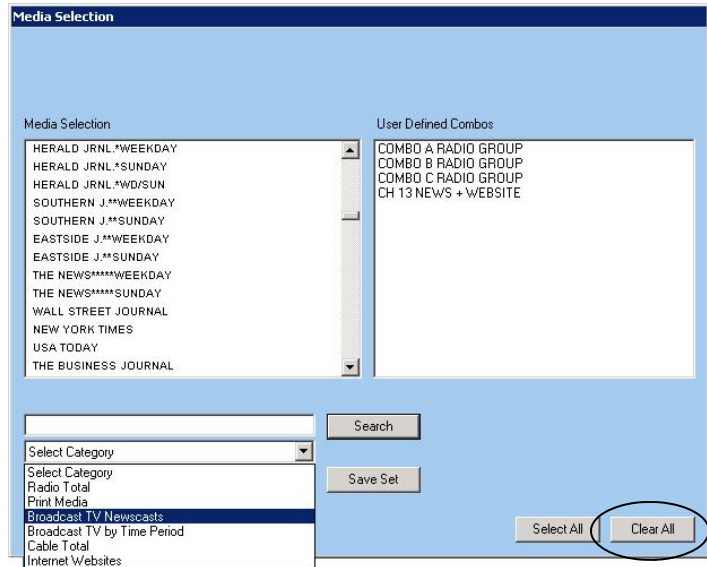 Media Selection
Media Selection
User Defined Combos
HERALD JRNL.*WEEKDAY
HERALD JRNL.*SUNDAY
HERALD JRNL.*WD/SUN
SOUTHERN J.**WEEKDAY
SOUTHERN J.**SUNDAY
EASTSIDE J.**WEEKDAY
EASTSIDE J.**SUNDAY
THE NEWS*****WEEKDAY
THE NEWS*****SUNDAY
WALL STREET JOURNAL
NEW YORK TIMES
USA TODAY
THE BUSINESS JOURNAL
COMBO A RADIO GROUP
COMBO B RADIO GROUP
COMBO C RADIO GROUP
CH 13 NEWS + WEBSITE
Search
Select Category
Select Category
Radio Total
Print Media
Broadcast TV Newscasts
Broadcast TV by Time Period
Cable Total
Internet Websites
Save Set
Select All
Clear All